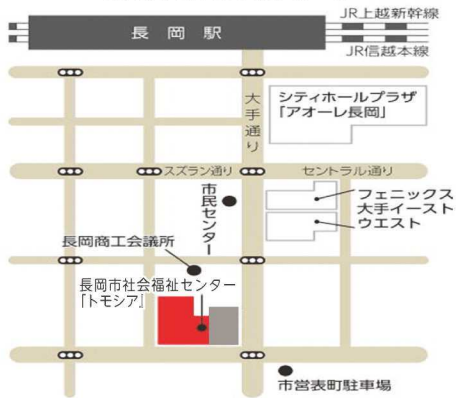 JR上越新幹線
長岡駅
JR信越本線
大手通り
シティホールプラザ
「アオーレ長岡」
スズラン通り
セントラル通り
市民センター
フェニックス
大手イースト
ウエスト
長岡商工会議所
長岡市社会福祉センター
「トモシア」
市営表町駐車場